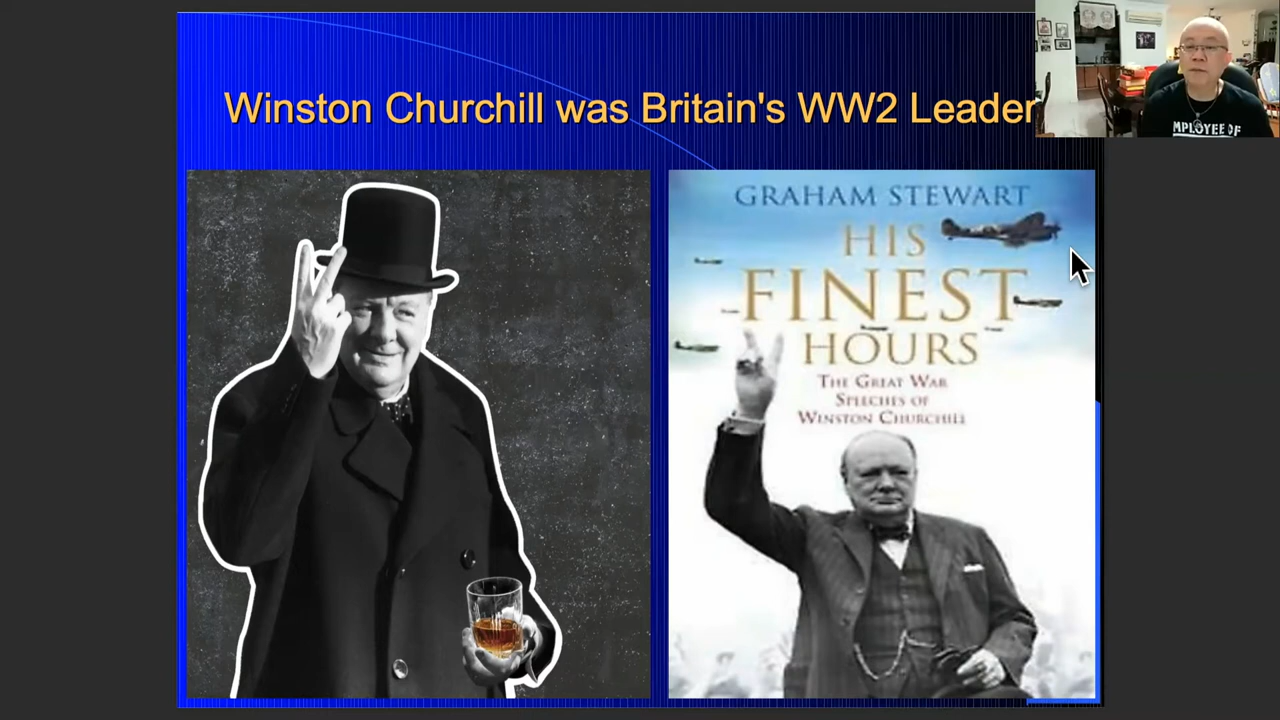 Winston Churchill was Britain's WW2 Leader
MPLOYEE OF
GRAHAM STEWART
HIS
FINEST
HOURS
THE GREAT WAR
SPEECHES OF
WINSTON CHURCHILL